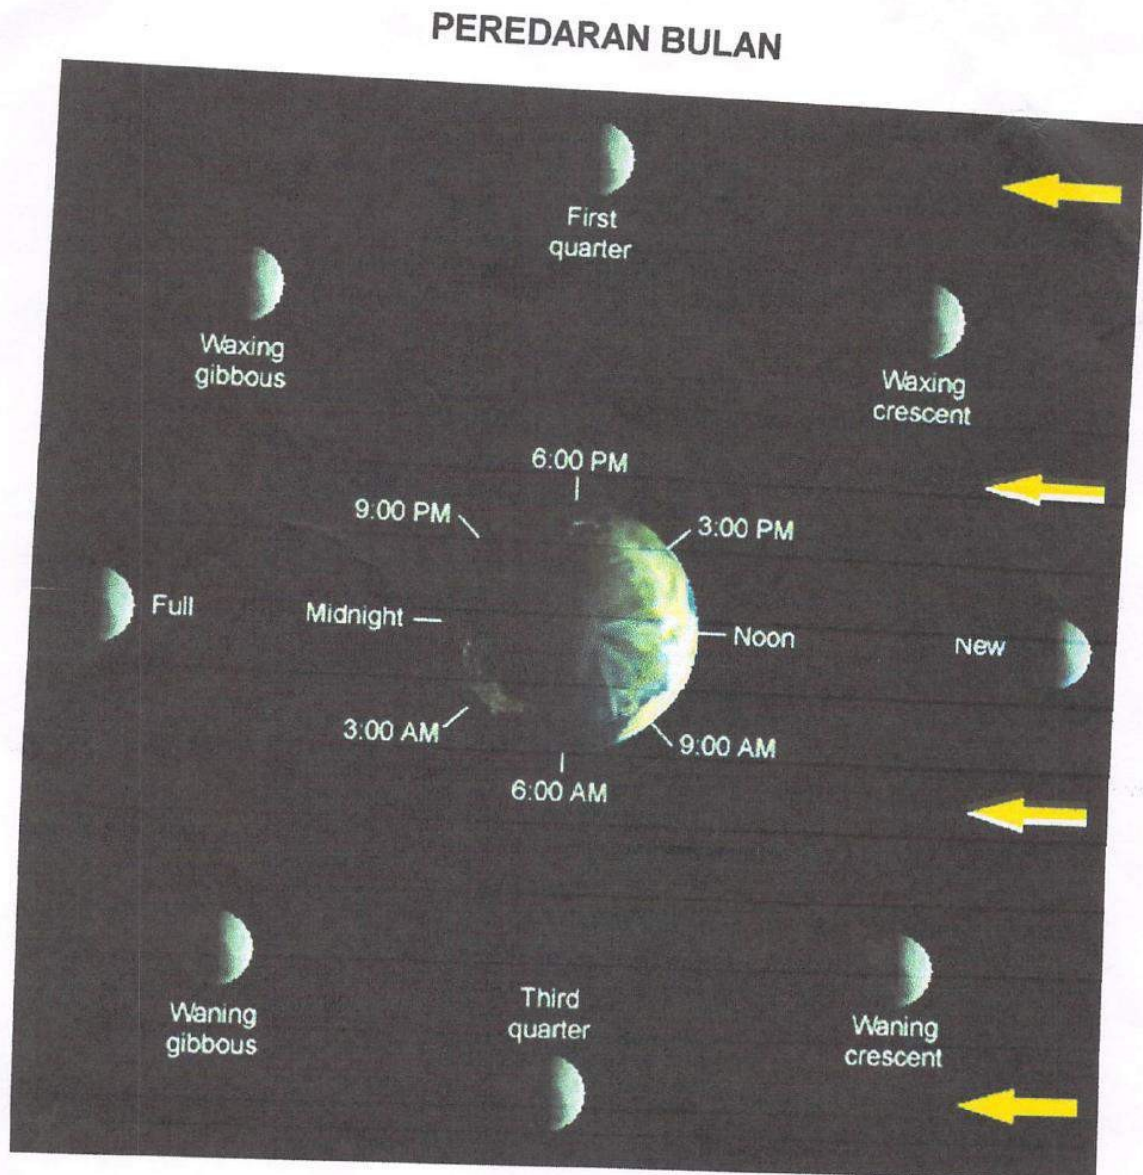 PEREDARAN BULAN
First
quarter
Waxing
gibbous
Waxing
crescent
6:00 PM
9:00 PM
3:00 PM
Full
Midnight
Noon
New
3:00 AM
9:00 AM
6:00 AM
Waning
gibbous
Third
quarter
Waning
crescent